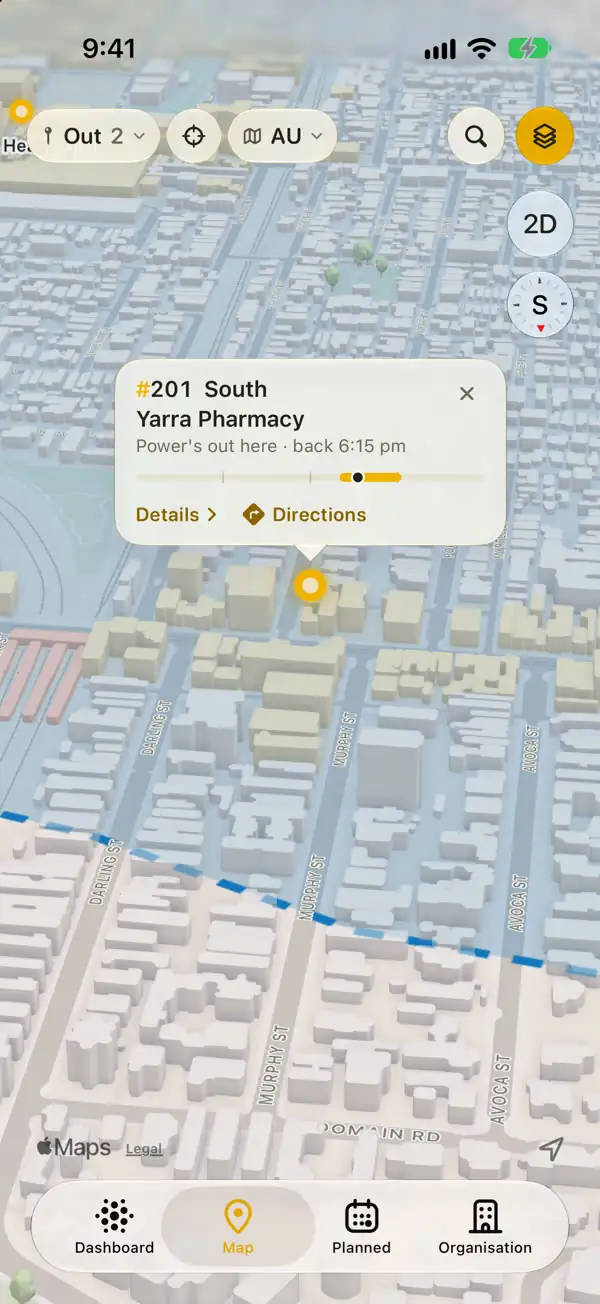 9:41
Out 2
AU
He
2D
S
#201 South
Yarra Pharmacy
Power's out here · back 6:15 pm
Details
Directions
DARLING ST
MURPHY ST
AVOCA ST
DARLING ST
MURPHY ST
AVOCA ST
MURPHY ST
AVOCA ST
DOMAIN RD
Maps Legal
Dashboard
Map
Planned
Organisation